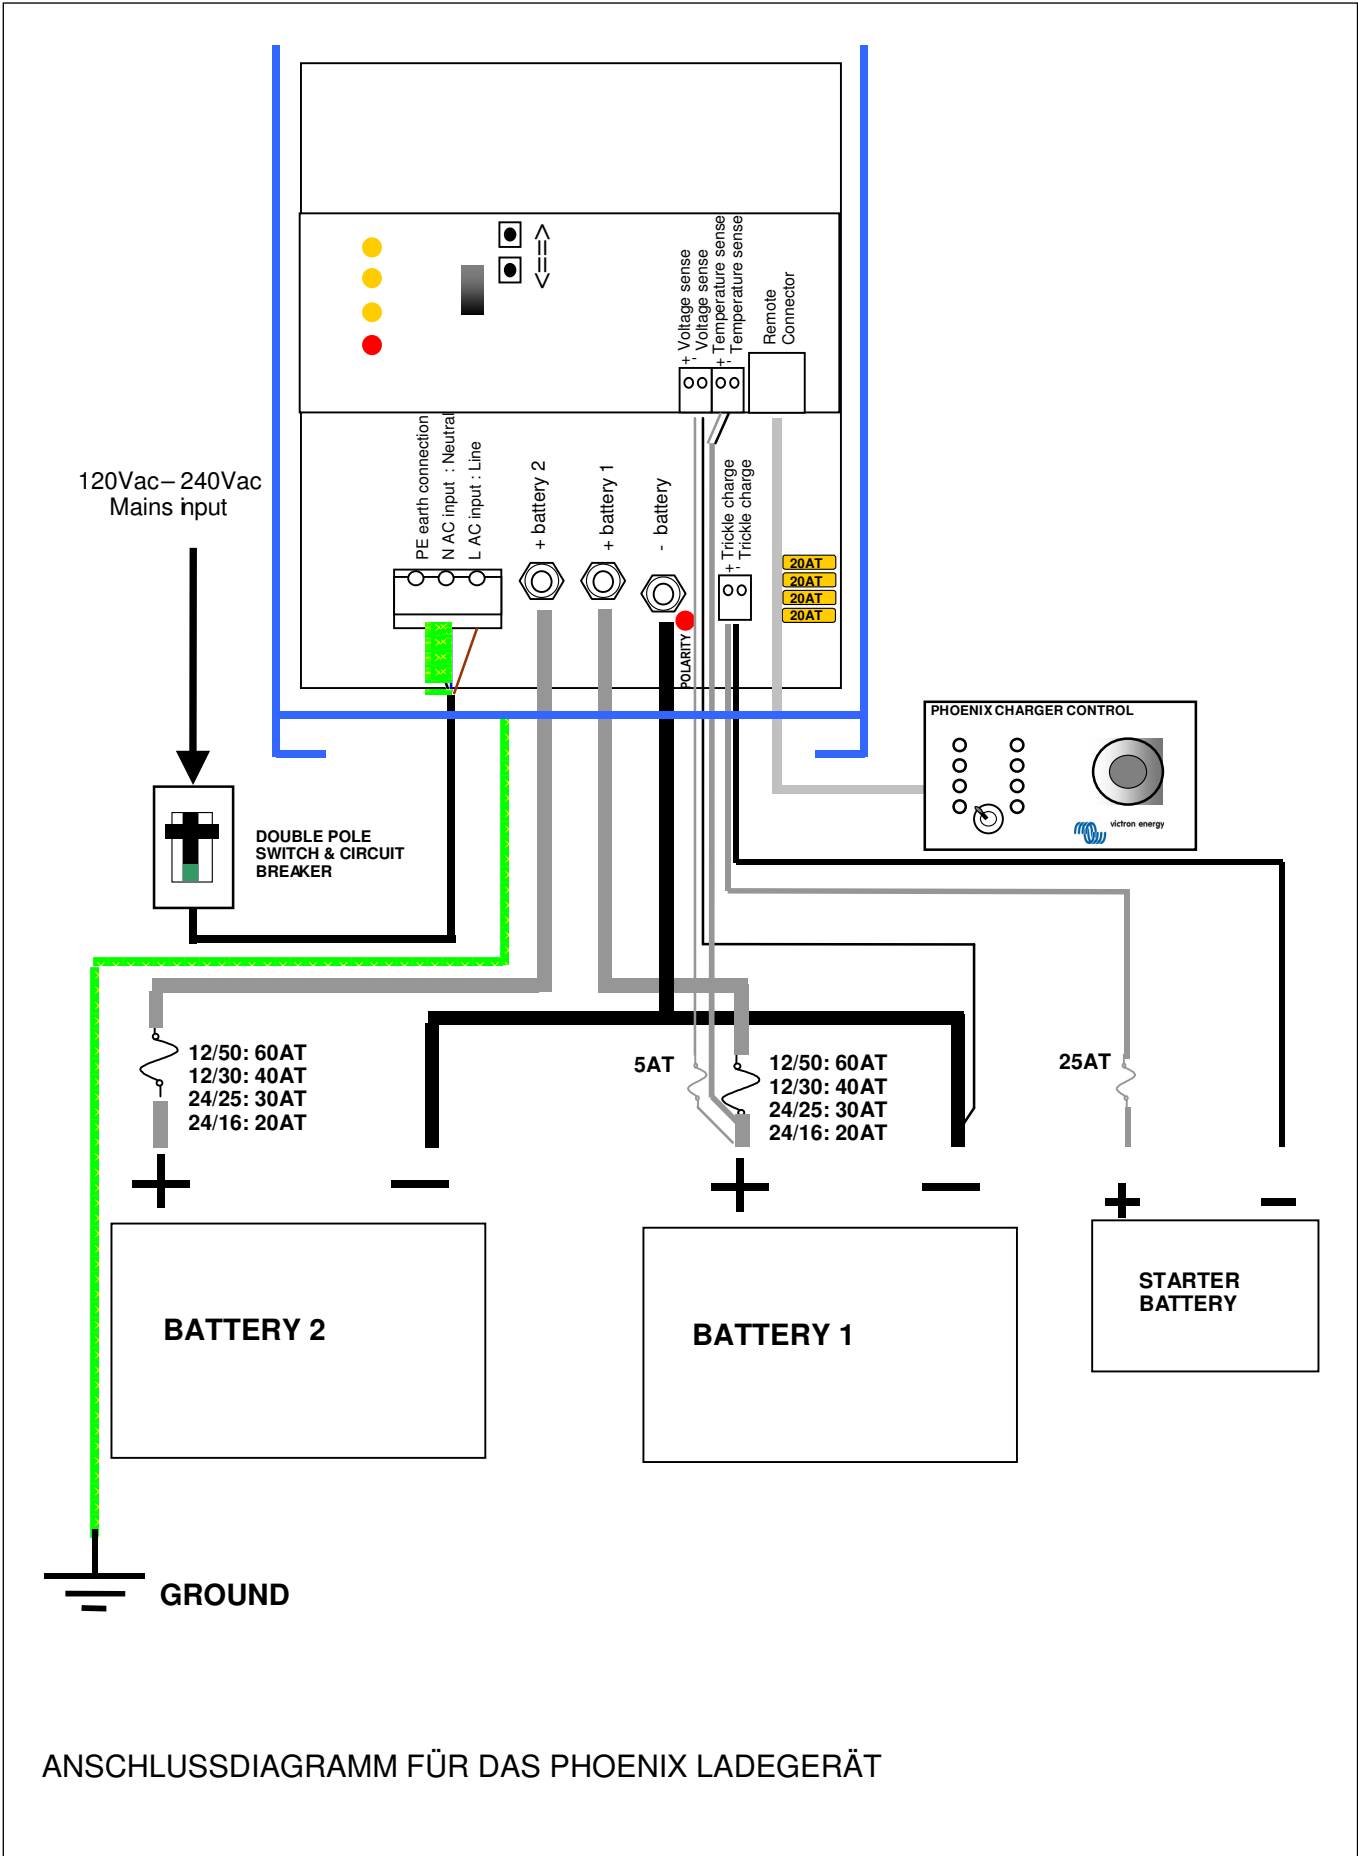 + Voltage sense
- Voltage sense
+ Temperature sense
- Temperature sense
Remote
Connector
<==>
PE earth connection
N AC input : Neutral
L AC input : Line
+ battery 2
+ battery 1
- battery
+ Trickle charge
- Trickle charge
20AT
20AT
20AT
20AT
POLARITY
120Vac– 240Vac
Mains input
PHOENIX CHARGER CONTROL
victron energy
DOUBLE POLE
SWITCH & CIRCUIT
BREAKER
12/50: 60AT
12/30: 40AT
24/25: 30AT
24/16: 20AT
5AT
12/50: 60AT
12/30: 40AT
24/25: 30AT
24/16: 20AT
25AT
+ −
+ −
+ −
BATTERY 2
BATTERY 1
STARTER
BATTERY
GROUND
ANSCHLUSSDIAGRAMM FÜR DAS PHOENIX LADEGERÄT